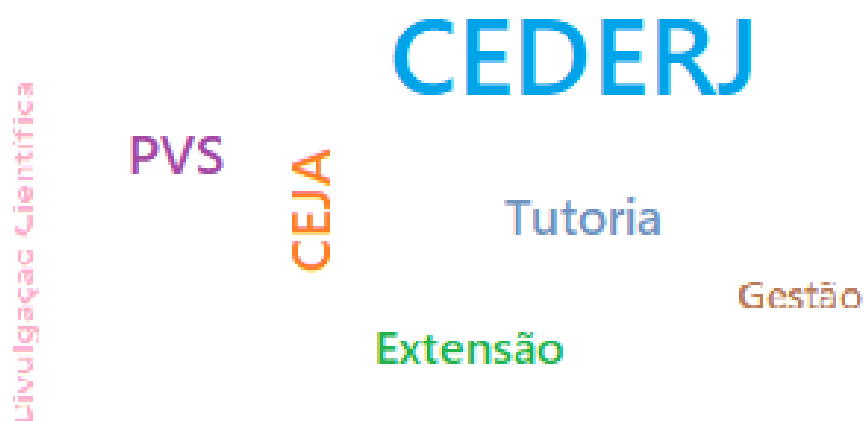 CEDERJ
Divulgação Científica
PVS
CEJA
Tutoria
Gestão
Extensão